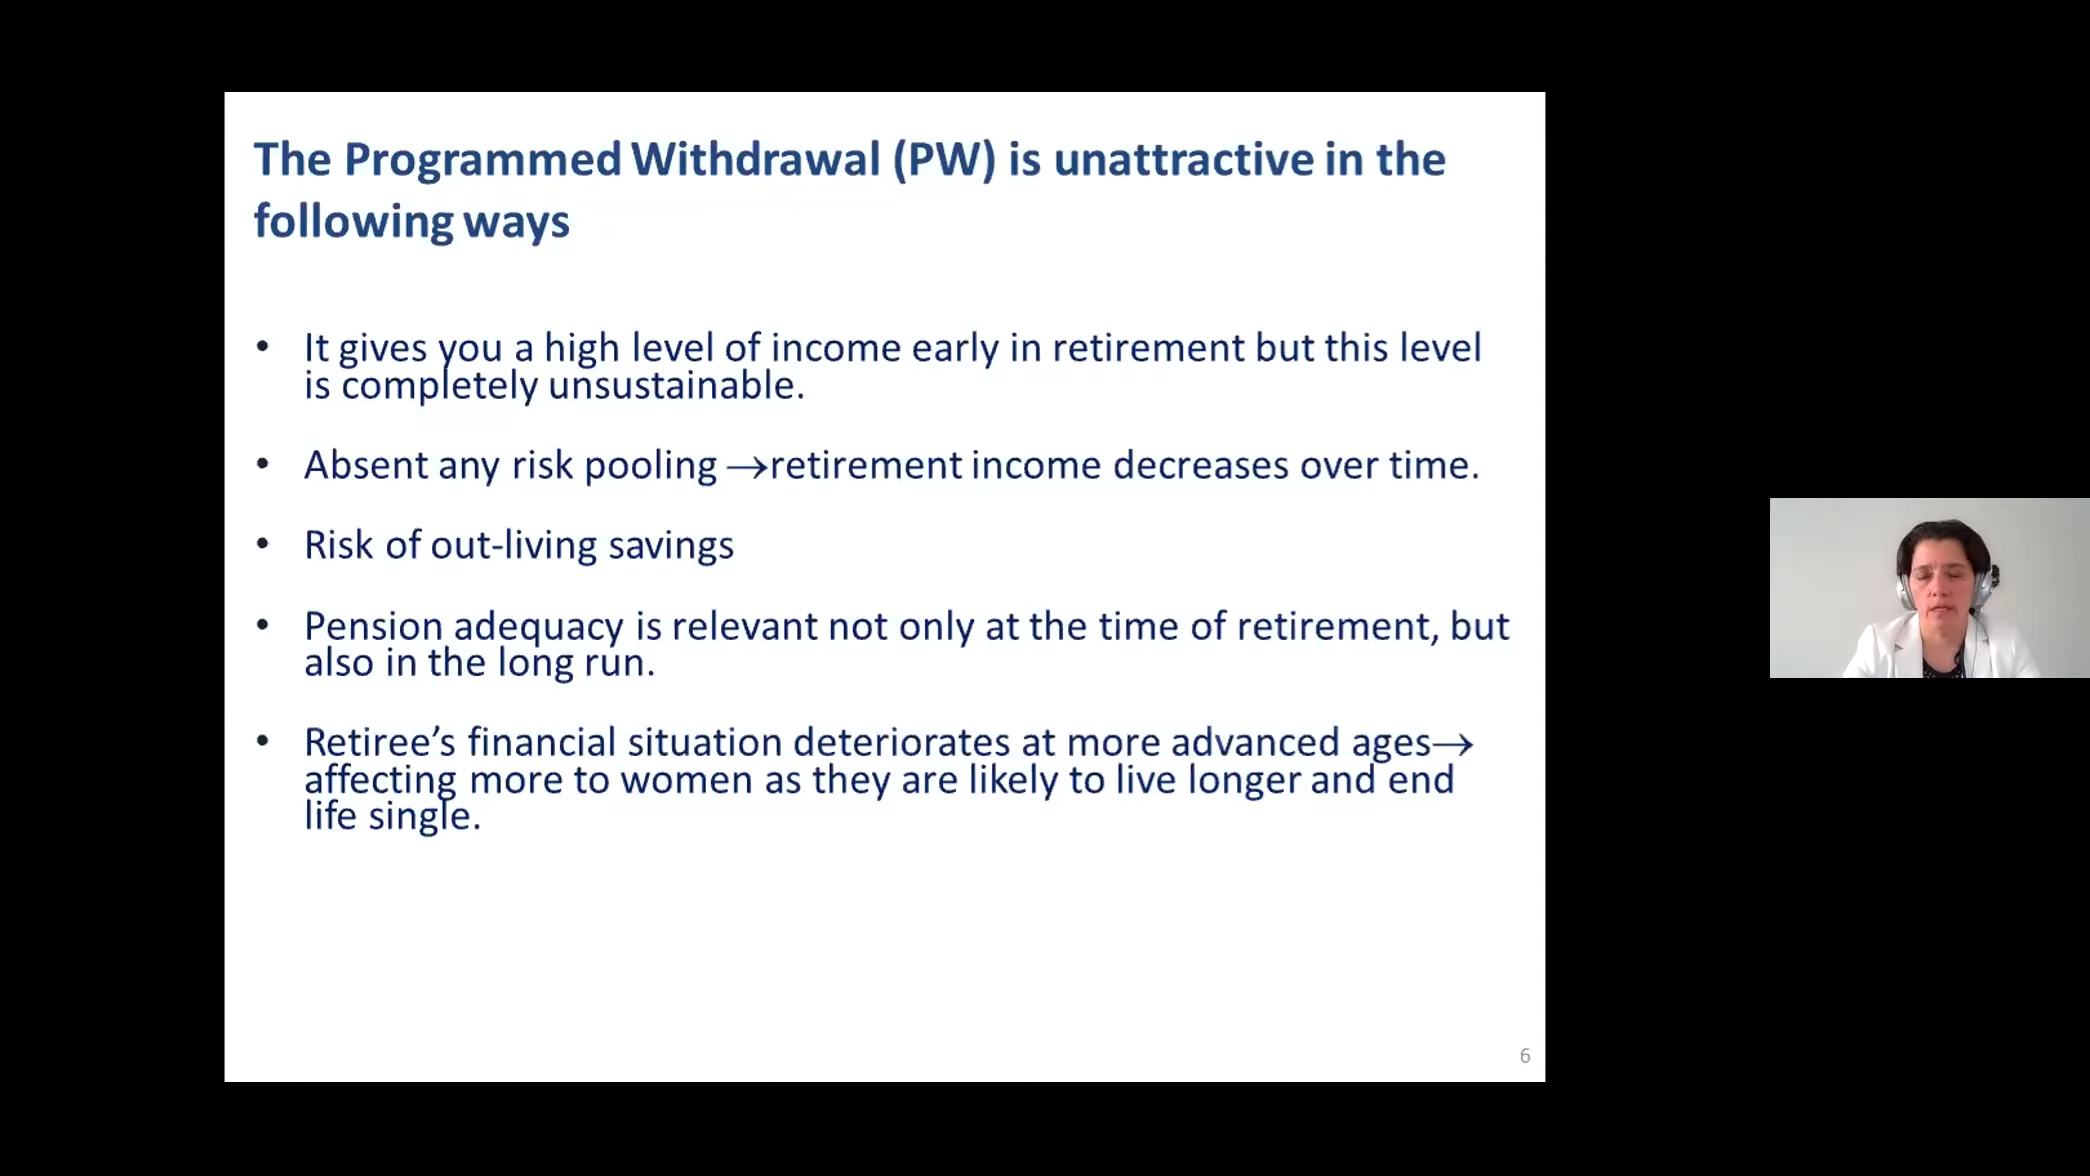 The Programmed Withdrawal (PW) is unattractive in the
following ways
• It gives you a high level of income early in retirement but this level
is completely unsustainable.
• Absent any risk pooling →retirement income decreases over time.
• Risk of out-living savings
• Pension adequacy is relevant not only at the time of retirement, but
also in the long run.
• Retiree’s financial situation deteriorates at more advanced ages→
affecting more to women as they are likely to live longer and end
life single.
6